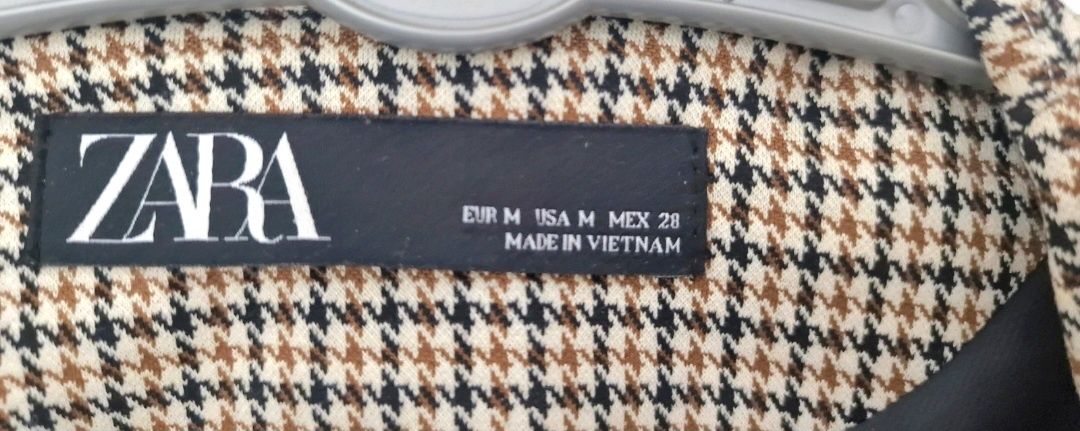 ZARA
EUR M USA M MEX 28
MADE IN VIETNAM